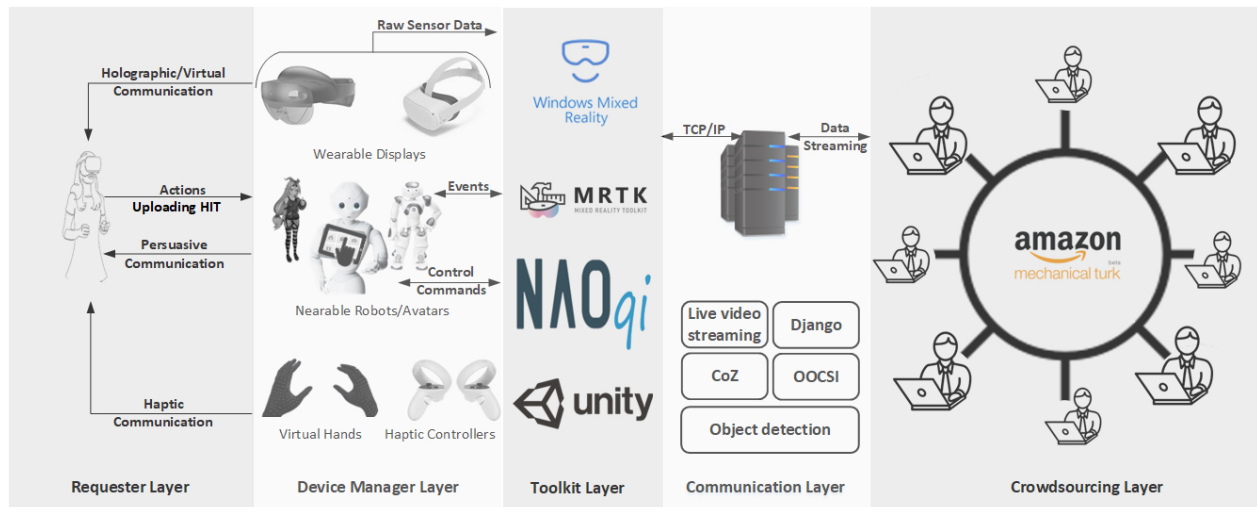 Raw Sensor Data
Holographic/Virtual
Communication
Wearable Displays
Actions
Uploading HIT
Persuasive
Communication
Events
Control
Commands
Nearable Robots/Avatars
Haptic
Communication
Virtual Hands
Haptic Controllers
Windows Mixed
Reality
MRTK
MIXED REALITY TOOLKIT
NAOqi
unity
TCP/IP
Data
Streaming
Live video
streaming
Django
CoZ
OOCSI
Object detection
amazon
beta
mechanical turk
Requester Layer
Device Manager Layer
Toolkit Layer
Communication Layer
Crowdsourcing Layer